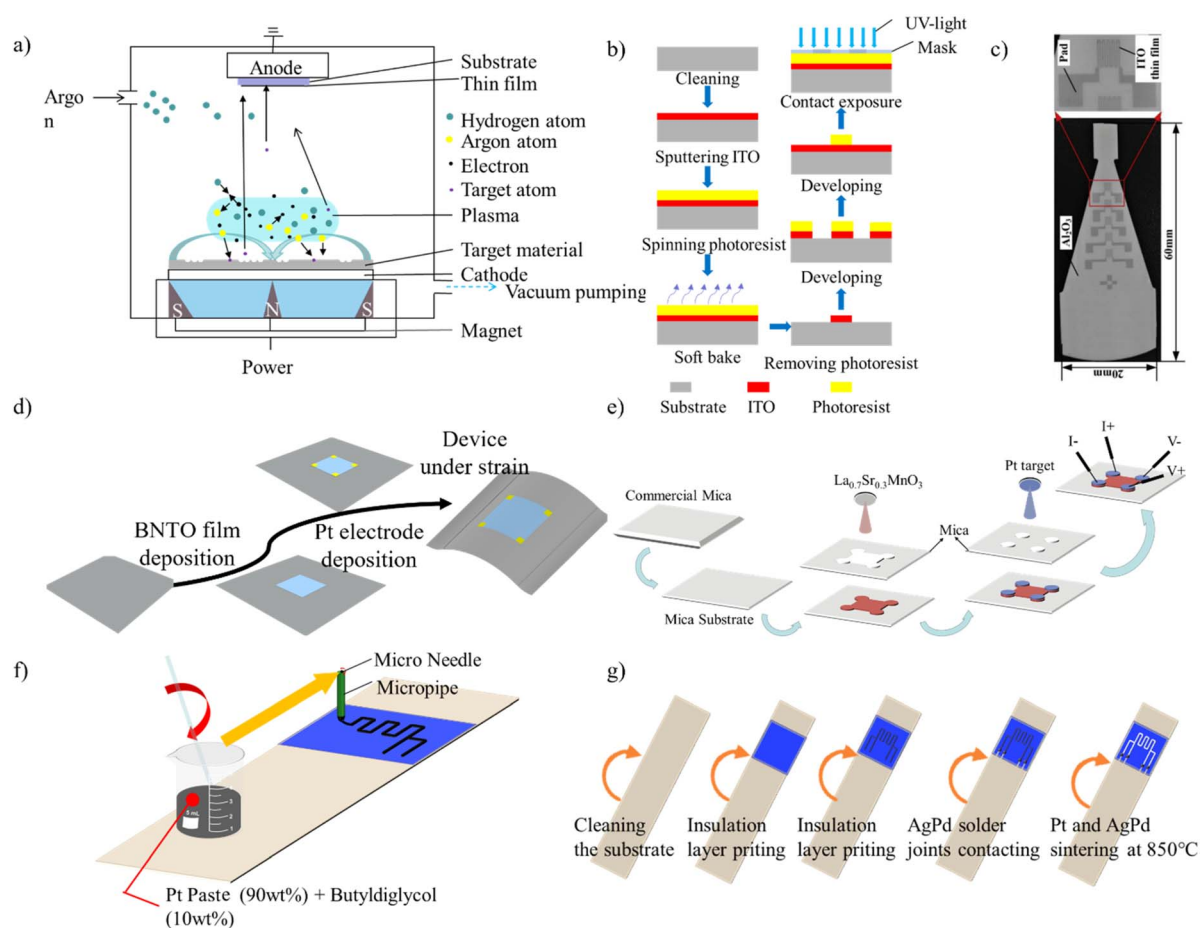 a)
Argo
n
Anode
Substrate
Thin film
Hydrogen atom
Argon atom
Electron
Target atom
Plasma
Target material
Cathode
Vacuum pumping
S
N
S
Magnet
Power
b)
Cleaning
Sputtering ITO
Spinning photoresist
Soft bake
UV-light
Mask
Contact exposure
Developing
Developing
Removing photoresist
Substrate
ITO
Photoresist
c)
Pad
ITO
thin film
Al₂O₃
60mm
20mm
d)
BNTO film
deposition
Pt electrode
deposition
Device
under strain
e)
Commercial Mica
Mica Substrate
La₀.₇Sr₀.₃MnO₃
Mica
Pt target
I-
I+
V-
V+
f)
Micro Needle
Micropipe
Pt Paste (90wt%) + Butyldiglycol
(10wt%)
g)
Cleaning
the substrate
Insulation
layer priting
Insulation
layer priting
AgPd solder
joints contacting
Pt and AgPd
sintering at 850℃